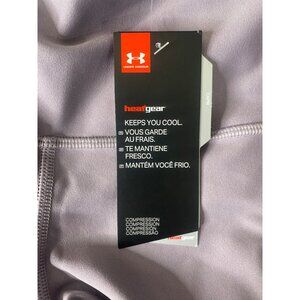 UNDER ARMOUR
heatgear
KEEPS YOU COOL.
VOUS GARDE
AU FRAIS.
TE MANTIENE
FRESCO.
MANTÉM VOCÊ FRIO.
COMPRESSION
COMPRESSION
COMPRESIÓN
COMPRESSÃO
heatgear